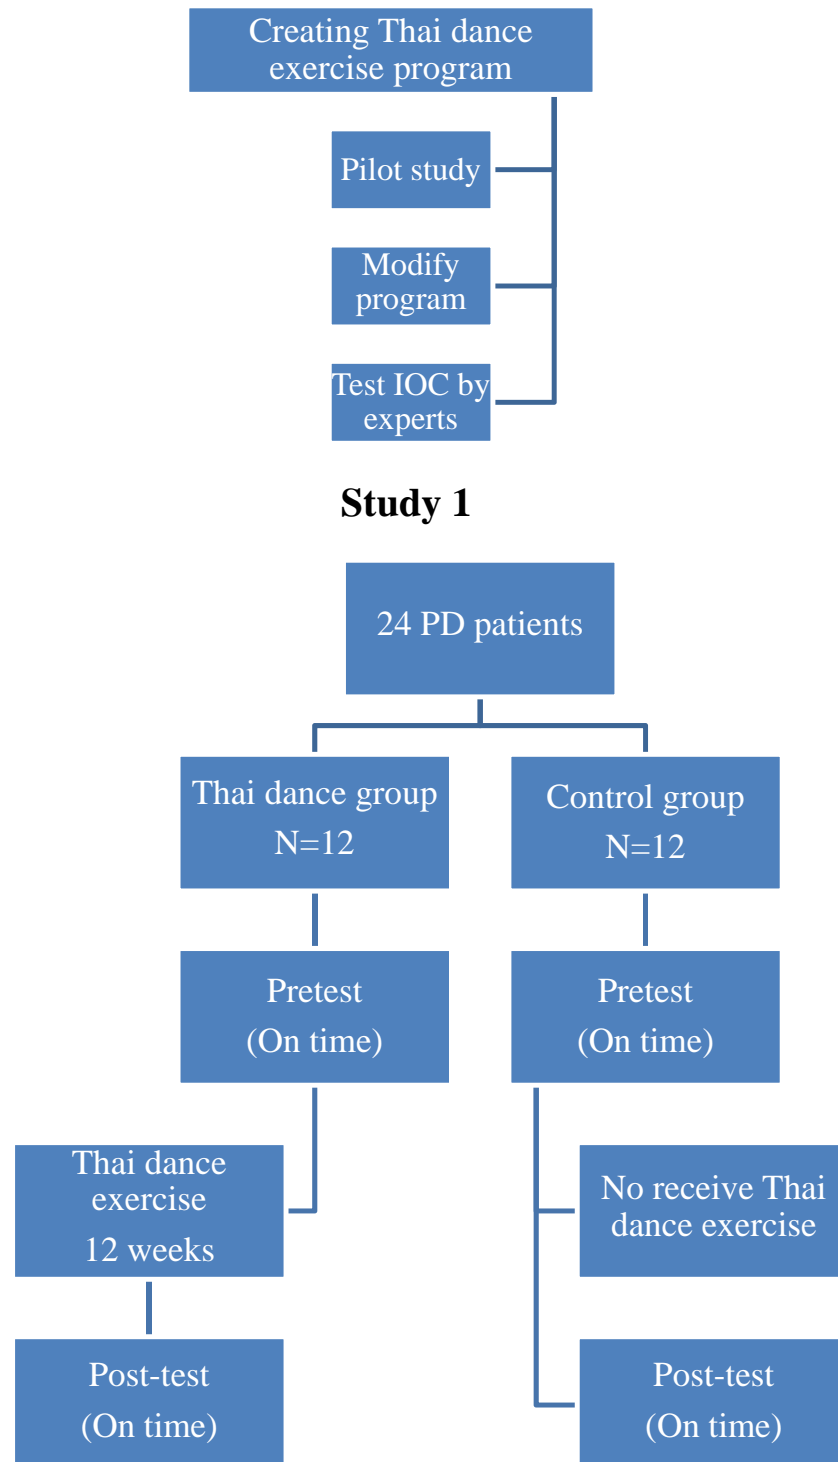 Creating Thai dance
exercise program
Pilot study
Modify
program
Test IOC by
experts
Study 1
24 PD patients
Thai dance group
N=12
Control group
N=12
Pretest
(On time)
Pretest
(On time)
Thai dance
exercise
12 weeks
No receive Thai
dance exercise
Post-test
(On time)
Post-test
(On time)